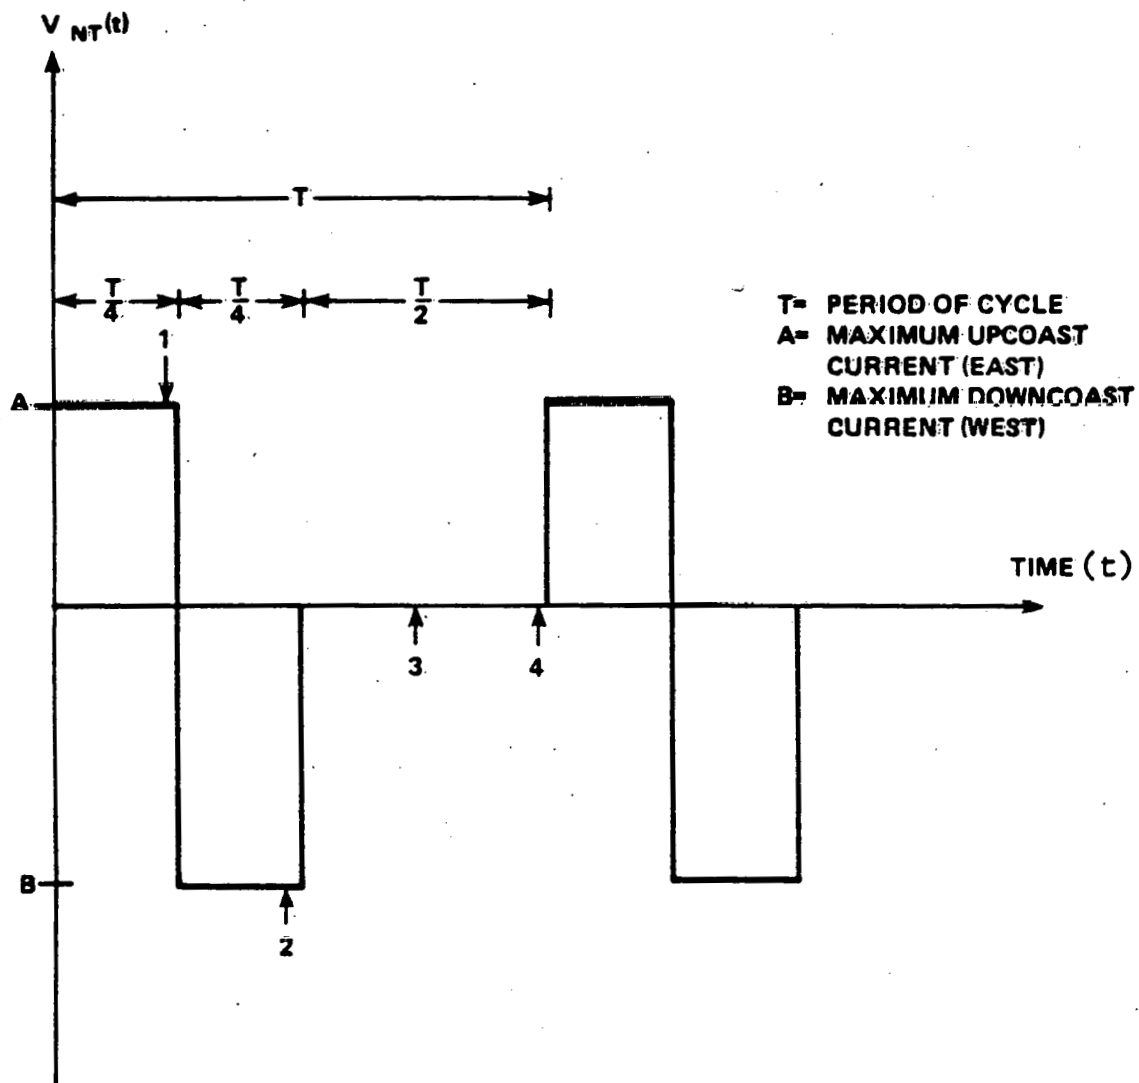 V NT(t)
T
T/4 T/4 T/2
1
T= PERIOD OF CYCLE
A= MAXIMUM UPCOAST
CURRENT (EAST)
B= MAXIMUM DOWNCOAST
CURRENT (WEST)
A
TIME (t)
3 4
B
2